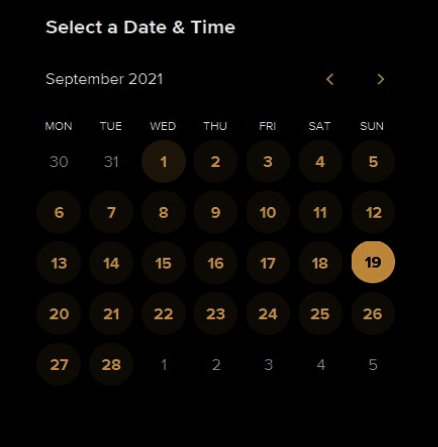 Select a Date & Time
September 2021
MON TUE WED THU FRI SAT SUN
30 31 1 2 3 4 5
6 7 8 9 10 11 12
13 14 15 16 17 18 19
20 21 22 23 24 25 26
27 28 1 2 3 4 5